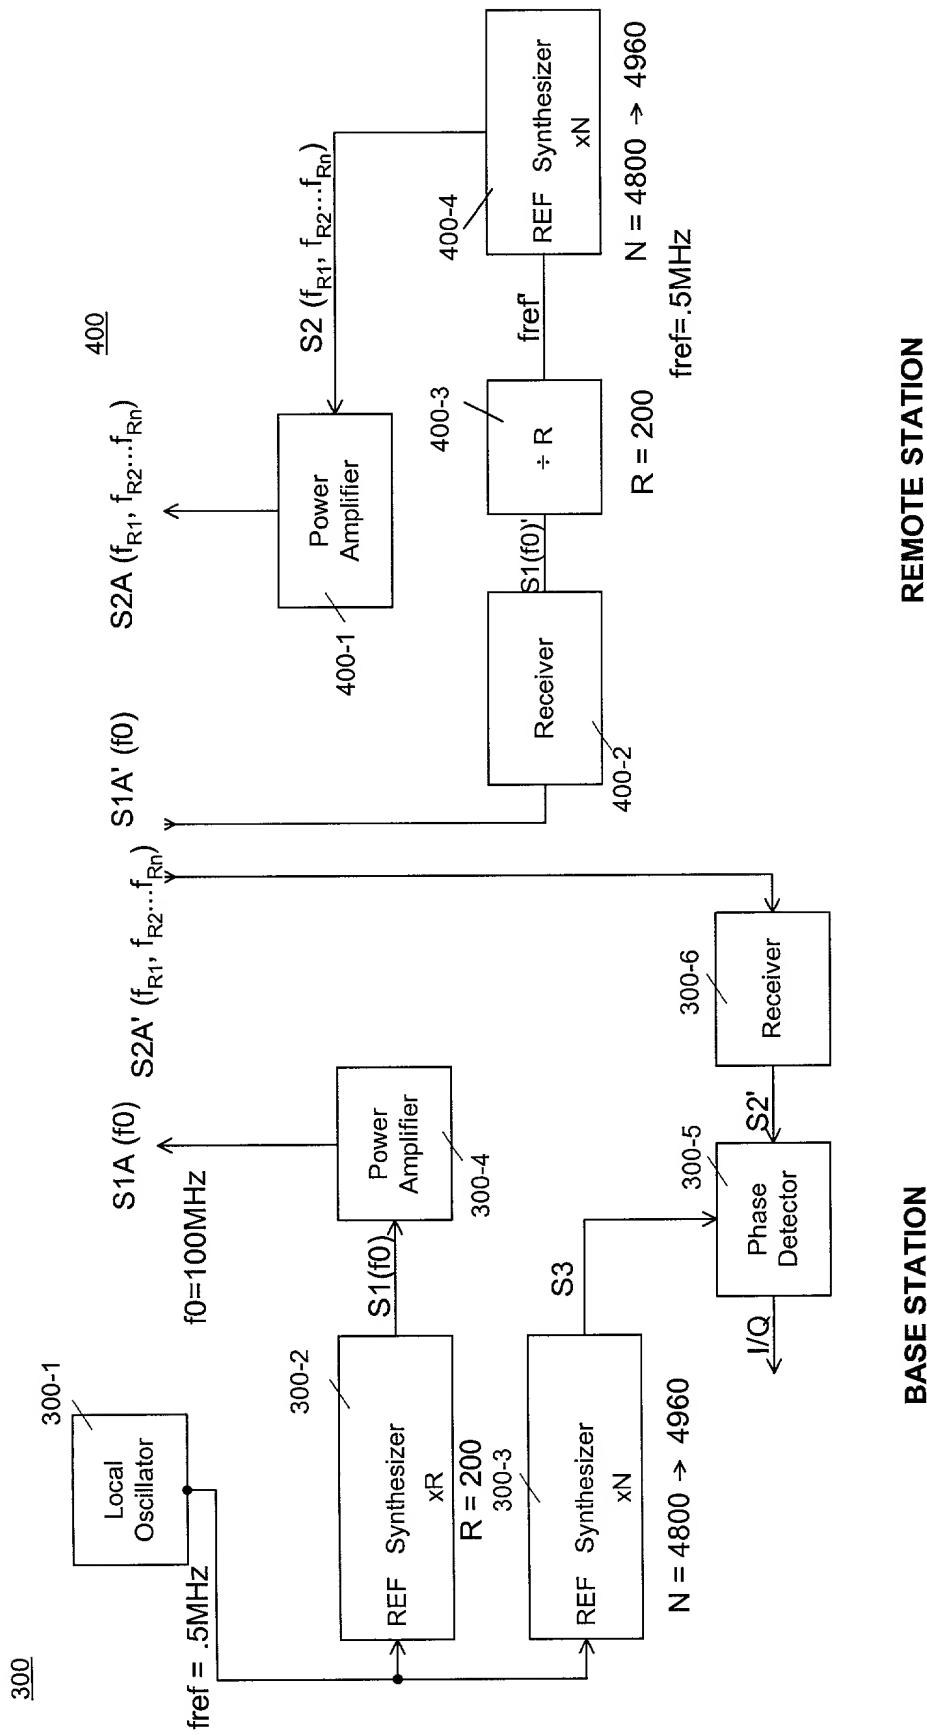 300
300-1
Local
Oscillator
fref = .5MHz
300-2
REF Synthesizer
xR
R = 200
S1(f0)
f0=100MHz
S1A (f0)
Power
Amplifier
300-4
300-3
REF Synthesizer
xN
N = 4800 → 4960
S3
300-5
Phase
Detector
I/Q
S2'
300-6
Receiver
S2A' (fR1, fR2...fRn)
BASE STATION
400
S1A' (f0)
S2A (fR1, fR2...fRn)
Power
Amplifier
400-1
S2 (fR1, fR2...fRn)
Receiver
400-2
S1(f0)'
400-3
÷ R
R = 200
fref'
fref=.5MHz
400-4
REF Synthesizer
xN
N = 4800 → 4960
REMOTE STATION